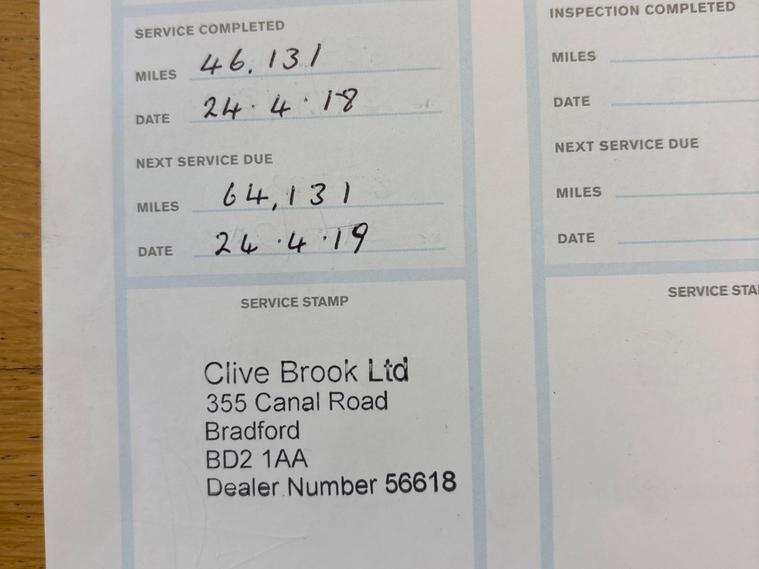 SERVICE COMPLETED
MILES 46.131
DATE 24.4.18
NEXT SERVICE DUE
MILES 64,131
DATE 24.4.19
SERVICE STAMP
Clive Brook Ltd
355 Canal Road
Bradford
BD2 1AA
Dealer Number 56618
INSPECTION COMPLETED
MILES
DATE
NEXT SERVICE DUE
MILES
DATE
SERVICE STA